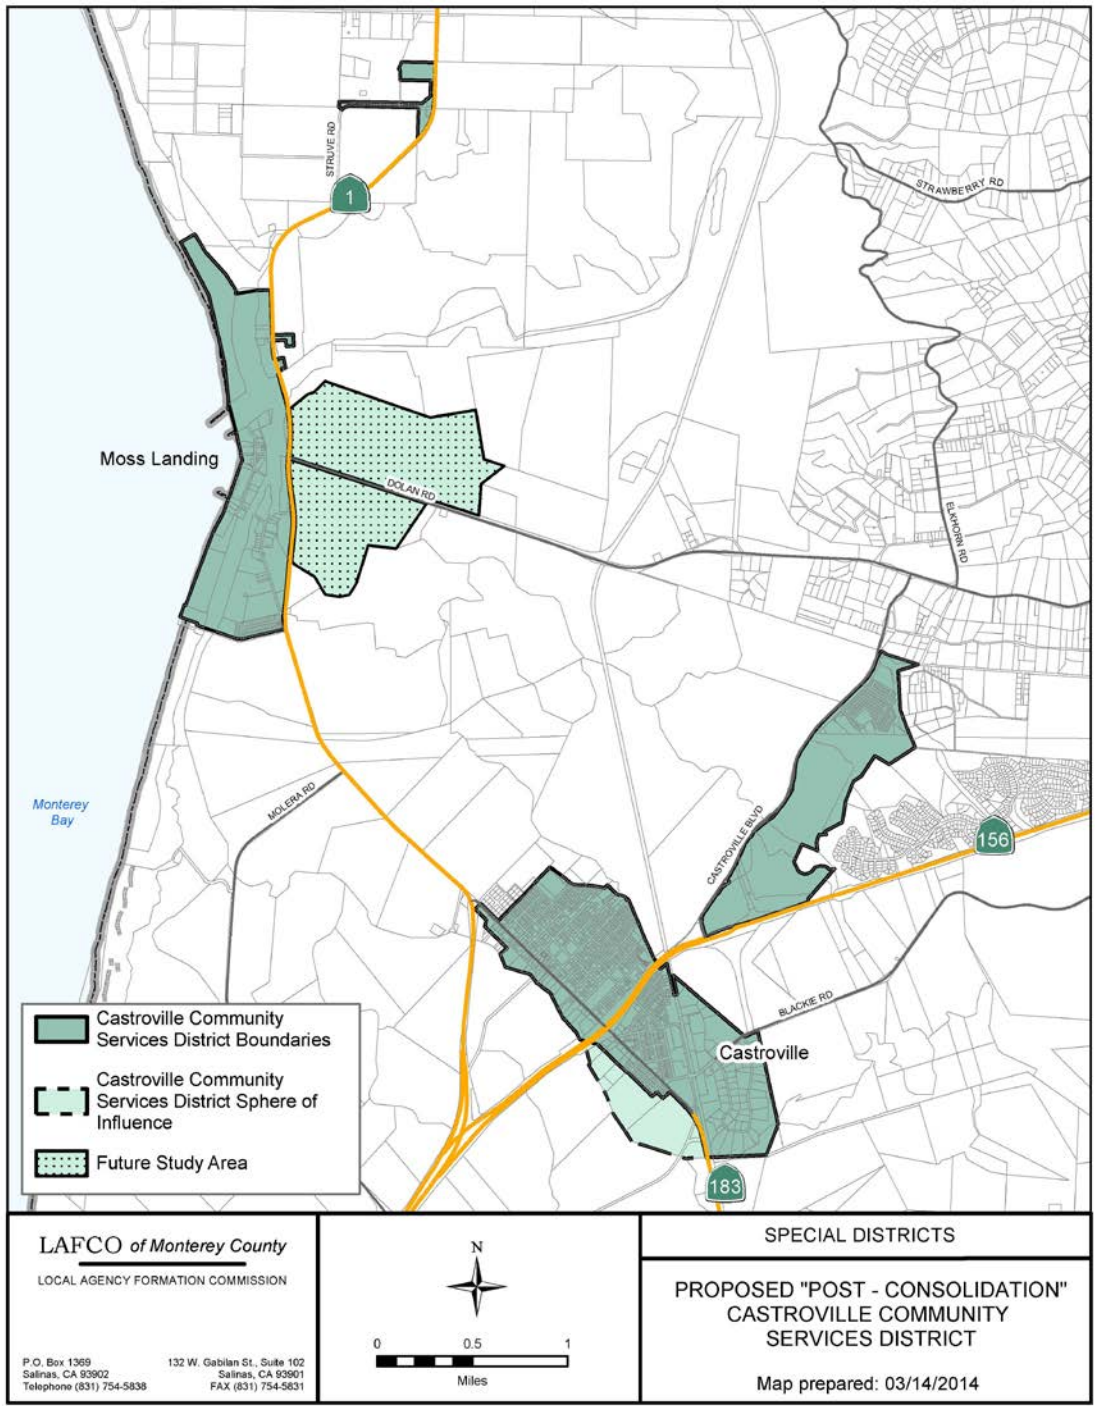 STRUVE RD
1
STRAWBERRY RD
Moss Landing
DOLAN RD
ELKHORN RD
Monterey
Bay
MOLERA RD
CASTROVILLE BLVD
156
BLACKIE RD
Castroville
183
Castroville Community
Services District Boundaries
Castroville Community
Services District Sphere of
Influence
Future Study Area
LAFCO of Monterey County
LOCAL AGENCY FORMATION COMMISSION
P.O. Box 1369
Salinas, CA 93902
Telephone (831) 754-5838
132 W. Gabilan St., Suite 102
Salinas, CA 93901
FAX (831) 754-5831
N
0 0.5 1
Miles
SPECIAL DISTRICTS
PROPOSED "POST - CONSOLIDATION"
CASTROVILLE COMMUNITY
SERVICES DISTRICT
Map prepared: 03/14/2014